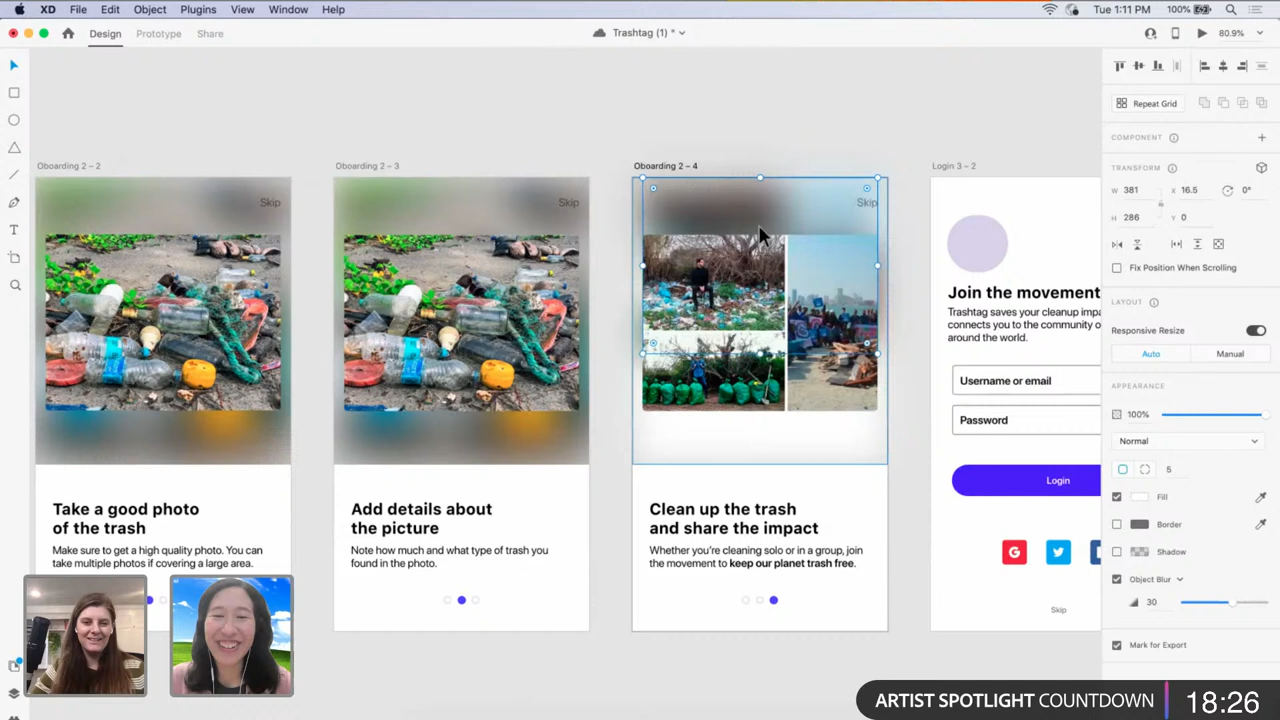 XD File Edit Object Plugins View Window Help
Tue 1:11 PM 100%
Design Prototype Share
Trashtag (1) *
80.9%
Repeat Grid
COMPONENT
TRANSFORM
W 381 X 16.5 0°
H 286 Y 0
Fix Position When Scrolling
LAYOUT
Responsive Resize
Auto Manual
APPEARANCE
100%
Normal
5
Fill
Border
Shadow
Object Blur
30
Mark for Export
Oboarding 2 – 2
Skip
Take a good photo
of the trash
Make sure to get a high quality photo. You can
take multiple photos if covering a large area.
Oboarding 2 – 3
Skip
Add details about
the picture
Note how much and what type of trash you
found in the photo.
Oboarding 2 – 4
Skip
Clean up the trash
and share the impact
Whether you're cleaning solo or in a group, join
the movement to keep our planet trash free.
Login 3 – 2
Join the movement
Trashtag saves your cleanup
connects you to the community
around the world.
Username or email
Password
Login
G
Skip
ARTIST SPOTLIGHT COUNTDOWN 18:26